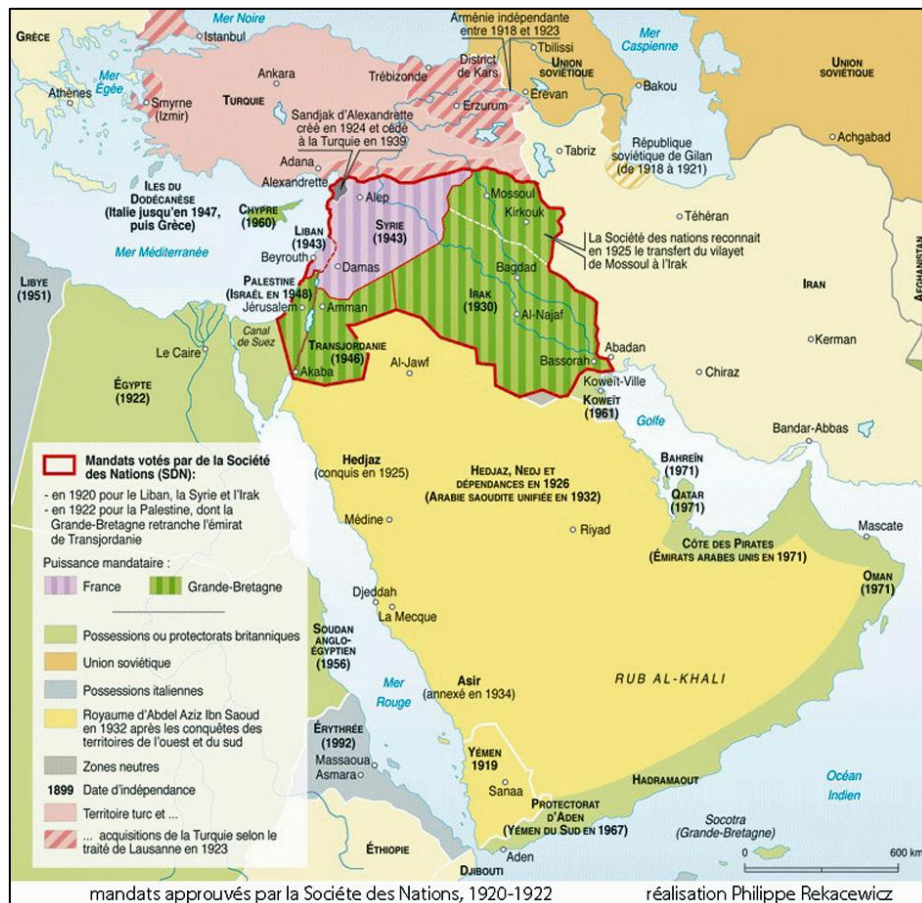 Mer Noire
GRÈCE
Istanbul
Arménie indépendante
entre 1918 et 1923
Mer
Caspienne
Tbilissi
UNION
SOVIÉTIQUE
UNION
SOVIÉTIQUE
District
de Kars
Trébizonde
Ankara
Mer
Égée
Athènes
TURQUIE
Erevan
Bakou
Erzurum
Smyrne
(Izmir)
Sandjak d'Alexandrette
créé en 1924 et cédé
à la Turquie en 1939
Achgabad
République
soviétique de Gilan
(de 1918 à 1921)
Tabriz
Adana
Alexandrette
ILES DU
DODÉCANÈSE
(Italie jusqu'en 1947,
puis Grèce)
Alep
Mossoul
Kirkouk
Téhéran
CHYPRE
(1960)
SYRIE
(1943)
LIBAN
(1943)
Beyrouth
La Société des nations reconnait
en 1925 le transfert du vilayet
de Mossoul à l'Irak
Mer Méditerranée
AFGHANISTAN
LIBYE
(1951)
Damas
Bagdad
IRAN
PALESTINE
(ISRAËL EN 1948)
Jérusalem
Amman
IRAK
(1930)
Al-Najaf
Canal
de Suez
Le Caire
TRANSJORDANIE
(1946)
Akaba
Al-Jawf
Bassorah
Abadan
Kerman
Chiraz
ÉGYPTE
(1922)
Koweït-Ville
KOWEÏT
(1961)
Golfe
Bandar-Abbas
Mandats votés par de la Société
des Nations (SDN):
- en 1920 pour le Liban, la Syrie et l'Irak
- en 1922 pour la Palestine, dont la
Grande-Bretagne retranche l'émirat
de Transjordanie
Puissance mandataire :
France
Grande-Bretagne
Possessions ou protectorats britanniques
Union soviétique
Possessions italiennes
Royaume d'Abdel Aziz Ibn Saoud
en 1932 après les conquêtes des
territoires de l'ouest et du sud
Zones neutres
1899 Date d'indépendance
Territoire turc et ...
... acquisitions de la Turquie selon le
traité de Lausanne en 1923
Hedjaz
(conquis en 1925)
HEDJAZ, NEDJ ET
DÉPENDANCES EN 1926
(ARABIE SAOUDITE UNIFIÉE EN 1932)
BAHREÏN
(1971)
QATAR
(1971)
Médine
Riyad
Mascate
CÔTE DES PIRATES
(ÉMIRATS ARABES UNIS EN 1971)
OMAN
(1971)
Djeddah
La Mecque
SOUDAN
ANGLO-
ÉGYPTIEN
(1956)
Mer
Rouge
Asir
(annexé en 1934)
RUB AL-KHALI
ÉRYTHRÉE
(1992)
Massaoua
Asmara
YÉMEN
1919
Sanaa
HADRAMAOUT
Océan
Indien
PROTECTORAT
D'ADEN
(YÉMEN DU SUD EN 1967)
Socotra
(Grande-Bretagne)
Aden
ÉTHIOPIE
DJIBOUTI
0 600 km
mandats approuvés par la Sociéte des Nations, 1920-1922 réalisation Philippe Rekacewicz